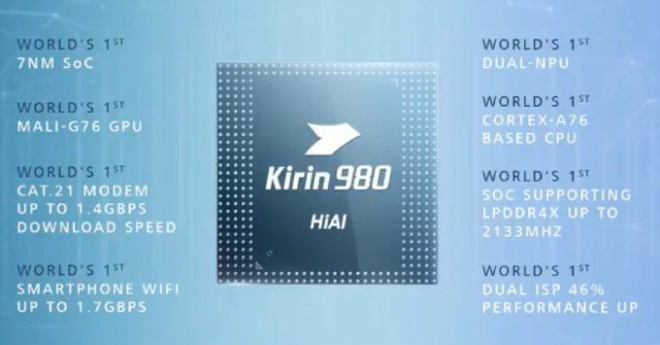 WORLD'S 1ST
7NM SoC
WORLD'S 1ST
MALI-G76 GPU
WORLD'S 1ST
CAT.21 MODEM
UP TO 1.4GBPS
DOWNLOAD SPEED
WORLD'S 1ST
SMARTPHONE WIFI
UP TO 1.7GBPS
Kirin 980
HiAI
WORLD'S 1ST
DUAL-NPU
WORLD'S 1ST
CORTEX-A76
BASED CPU
WORLD'S 1ST
SOC SUPPORTING
LPDDR4X UP TO
2133MHZ
WORLD'S 1ST
DUAL ISP 46%
PERFORMANCE UP